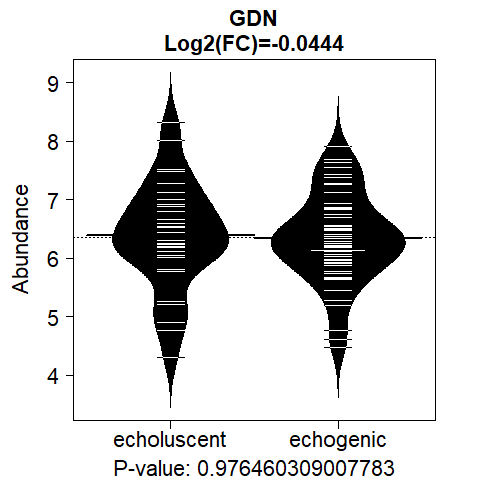 GDN
Log2(FC)=-0.0444
Abundance
9
8
7
6
5
4
echoluscent echogenic
P-value: 0.976460309007783